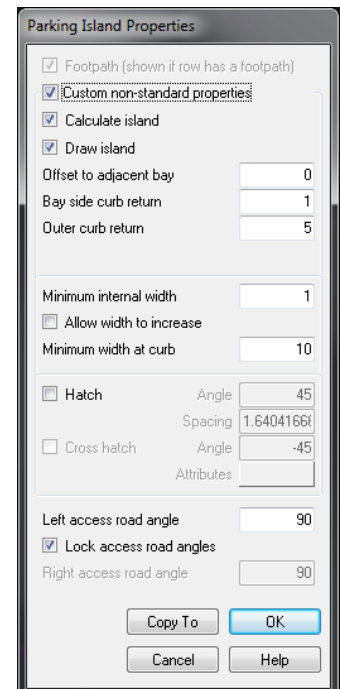 Parking Island Properties
Footpath (shown if row has a footpath)
Custom non-standard properties
Calculate island
Draw island
Offset to adjacent bay 0
Bay side curb return 1
Outer curb return 5
Minimum internal width 1
Allow width to increase
Minimum width at curb 10
Hatch Angle 45
Spacing 1.64041666
Cross hatch Angle -45
Attributes
Left access road angle 90
Lock access road angles
Right access road angle 90
Copy To OK
Cancel Help